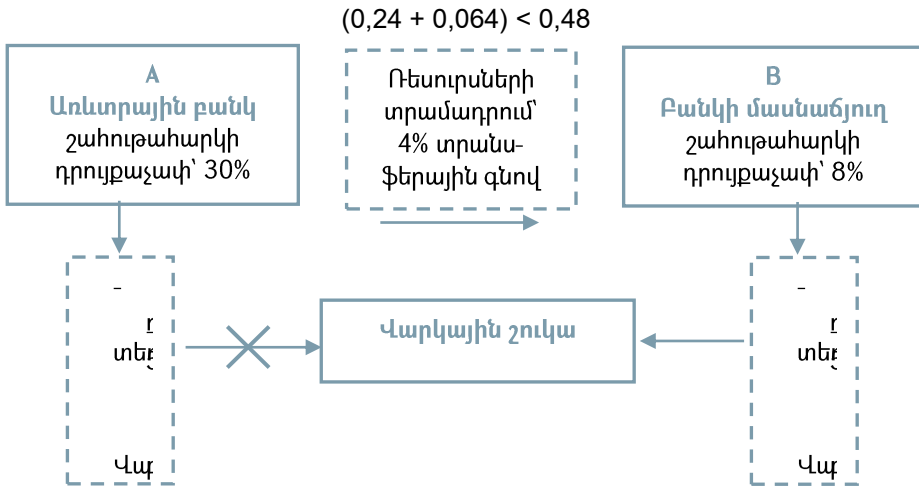 (0,24 + 0,064) < 0,48
A
Առևտրային բանկ
շահութահարկի
դրույքաչափ՝ 30%
Ռեսուրսների
տրամադրում՝
4% տրանս-
ֆերային գնով
B
Բանկի մասնաճյուղ
շահութահարկի
դրույքաչափ՝ 8%
-
Վարկային շուկա
-